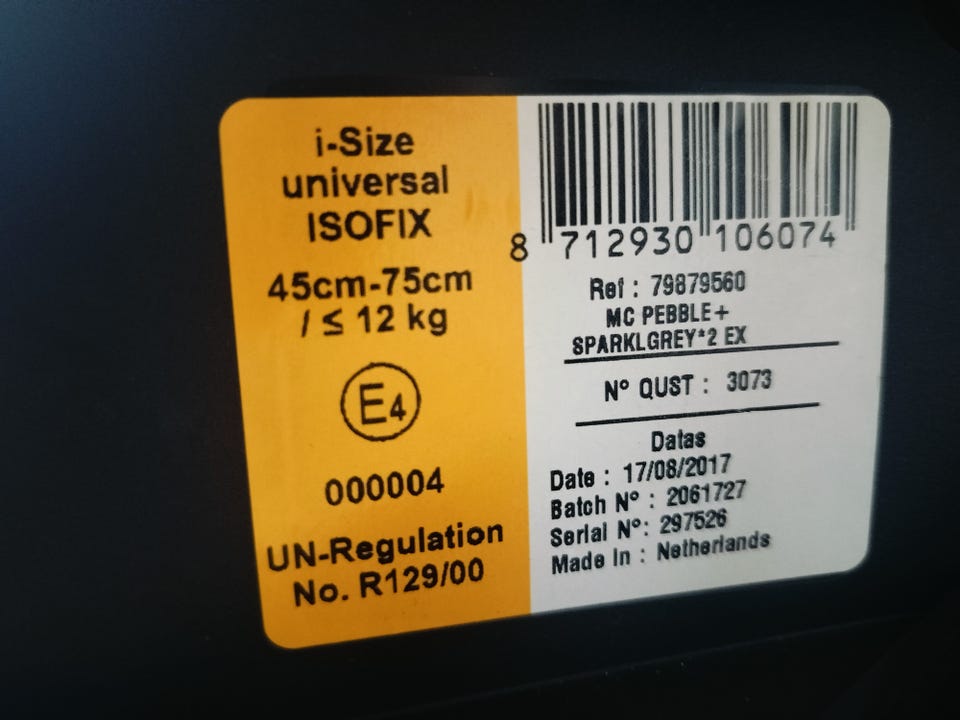 i-Size
universal
ISOFIX
45cm-75cm
/ ≤ 12 kg
E4
000004
UN-Regulation
No. R129/00
8 712930 106074
Ref : 79879560
MC PEBBLE+
SPARKLGREY*2 EX
N° QUST : 3073
Datas
Date : 17/08/2017
Batch N° : 2061727
Serial N°: 297526
Made In : Netherlands